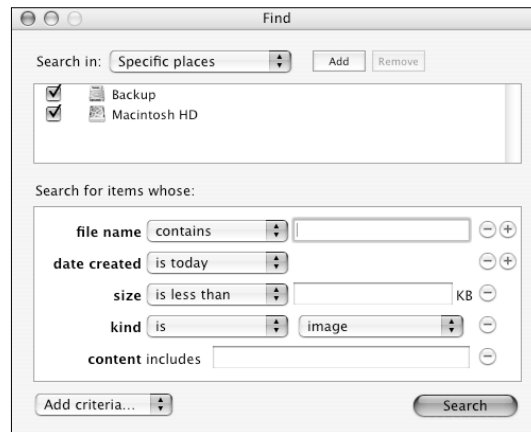 Find
Search in: Specific places Add Remove
Backup
Macintosh HD
Search for items whose:
file name contains
date created is today
size is less than KB
kind is image
content includes
Add criteria... Search